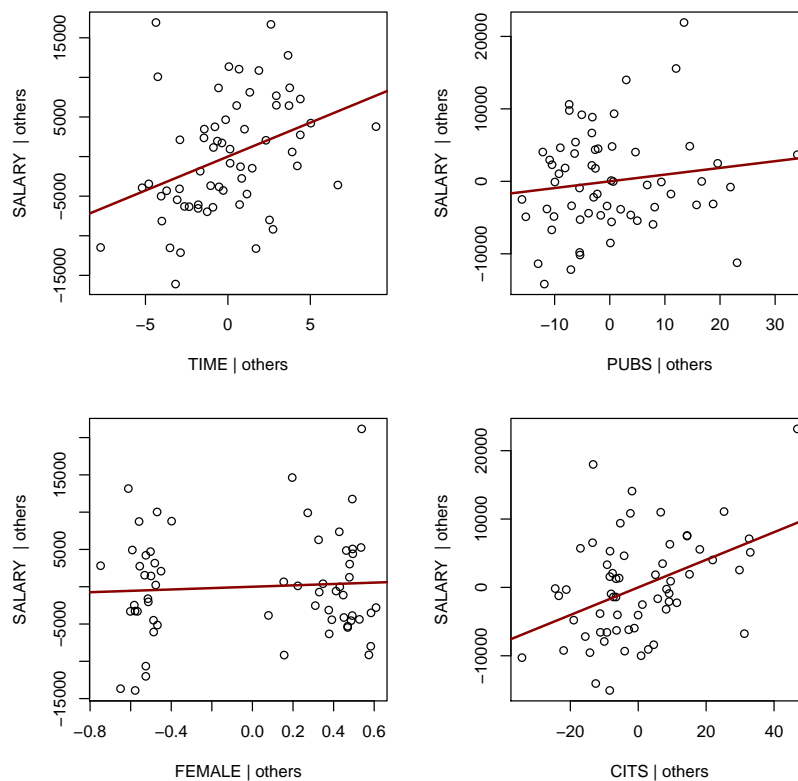 SALARY | others
15000
5000
−5000
−15000
−5 0 5
TIME | others
SALARY | others
20000
10000
0
−10000
−10 0 10 20 30
PUBS | others
SALARY | others
15000
5000
−5000
−15000
−0.8 −0.4 0.0 0.2 0.4 0.6
FEMALE | others
SALARY | others
20000
10000
0
−10000
−20 0 20 40
CITS | others